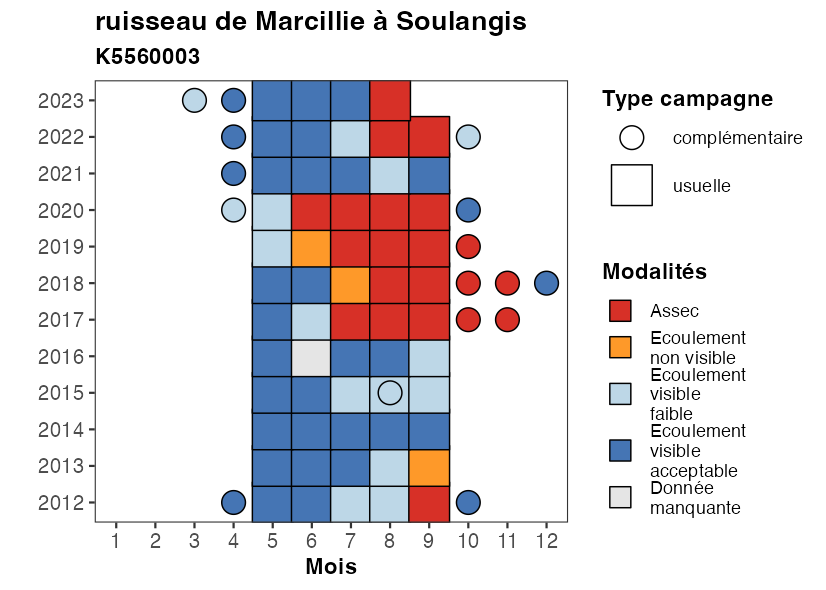 ruisseau de Marcillie à Soulangis
K5560003
2023
2022
2021
2020
2019
2018
2017
2016
2015
2014
2013
2012
1 2 3 4 5 6 7 8 9 10 11 12
Mois
Type campagne
complémentaire
usuelle
Modalités
Assec
Ecoulement
non visible
Ecoulement
visible
faible
Ecoulement
visible
acceptable
Donnée
manquante